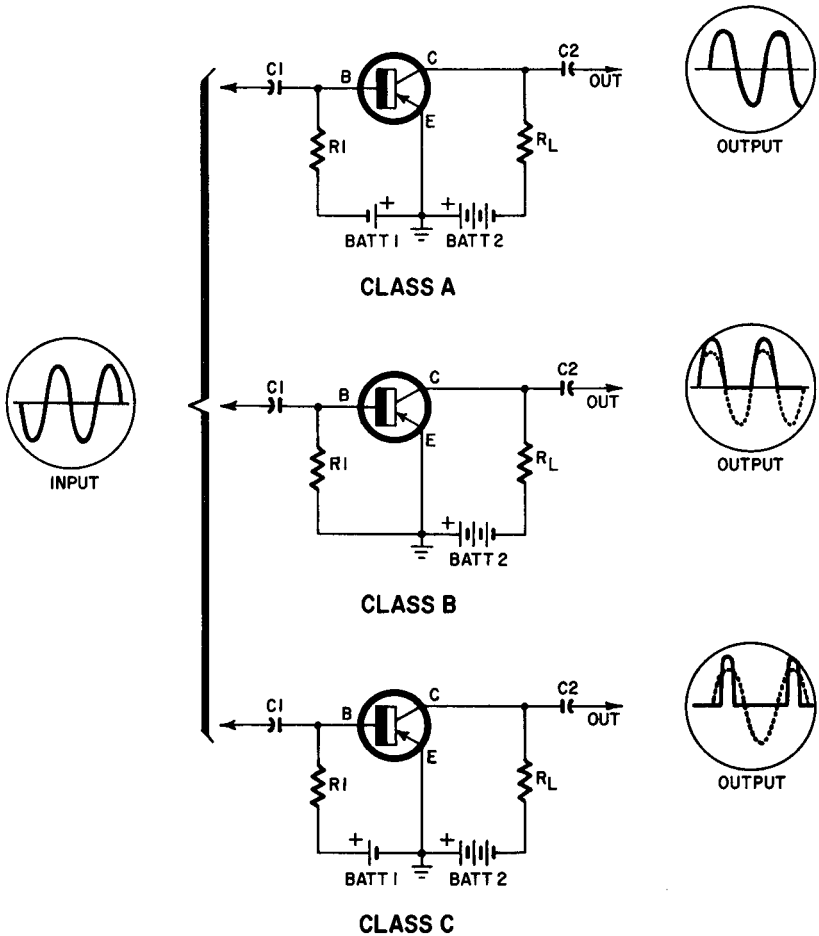 C1
B
C
E
C2
OUT
R1
RL
+
BATT 1
+
BATT 2
OUTPUT
CLASS A
INPUT
C1
B
C
E
C2
OUT
R1
RL
+
BATT 2
OUTPUT
CLASS B
C1
B
C
E
C2
OUT
R1
RL
+
BATT 1
+
BATT 2
OUTPUT
CLASS C